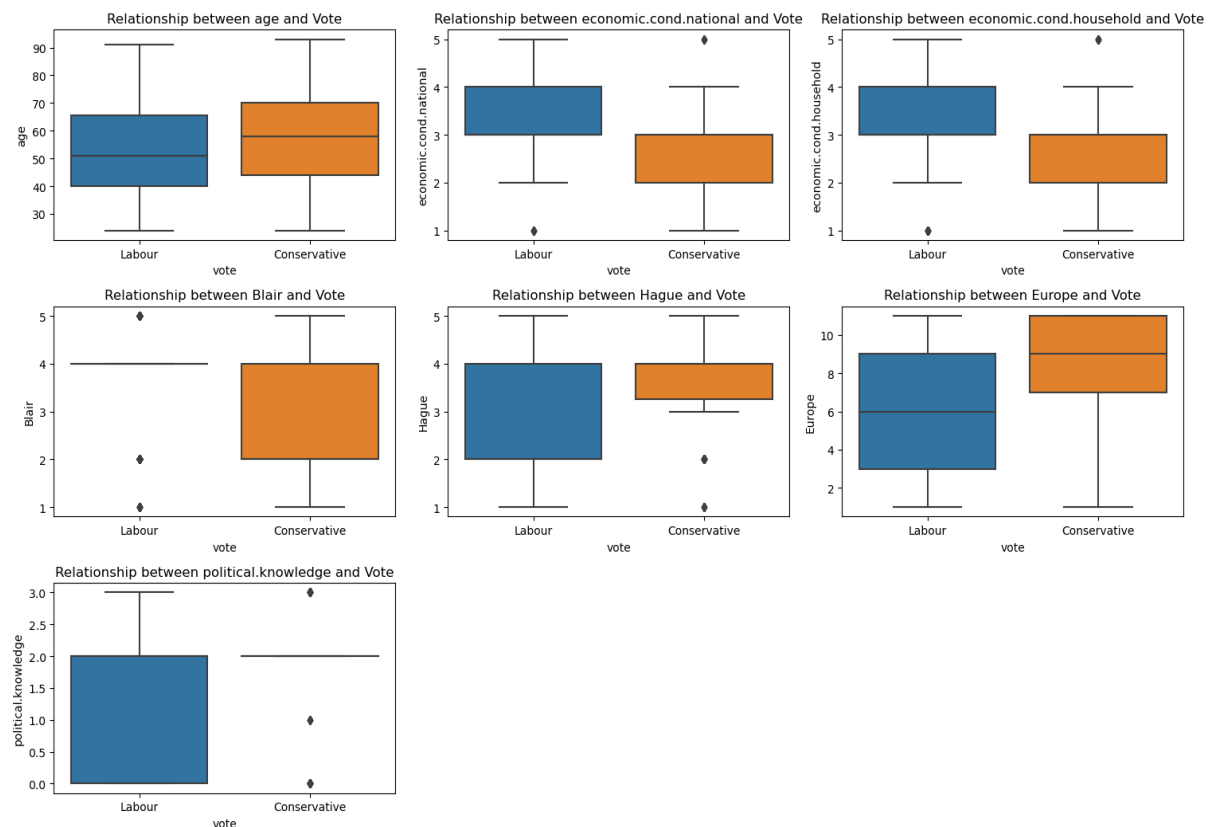 Relationship between age and Vote
90
80
70
60
50
40
30
age
Labour
Conservative
vote
Relationship between economic.cond.national and Vote
5
4
3
2
1
economic.cond.national
Labour
Conservative
vote
Relationship between economic.cond.household and Vote
5
4
3
2
1
economic.cond.household
Labour
Conservative
vote
Relationship between Blair and Vote
5
4
3
2
1
Blair
Labour
Conservative
vote
Relationship between Hague and Vote
5
4
3
2
1
Hague
Labour
Conservative
vote
Relationship between Europe and Vote
10
8
6
4
2
Europe
Labour
Conservative
vote
Relationship between political.knowledge and Vote
3.0
2.5
2.0
1.5
1.0
0.5
0.0
political.knowledge
Labour
Conservative
vote